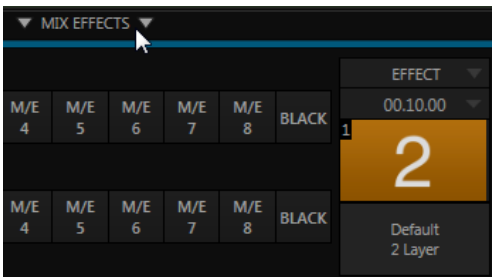 MIX EFFECTS
EFFECT
00.10.00
M/E 4 M/E 5 M/E 6 M/E 7 M/E 8 BLACK
1
2
M/E 4 M/E 5 M/E 6 M/E 7 M/E 8 BLACK
Default
2 Layer